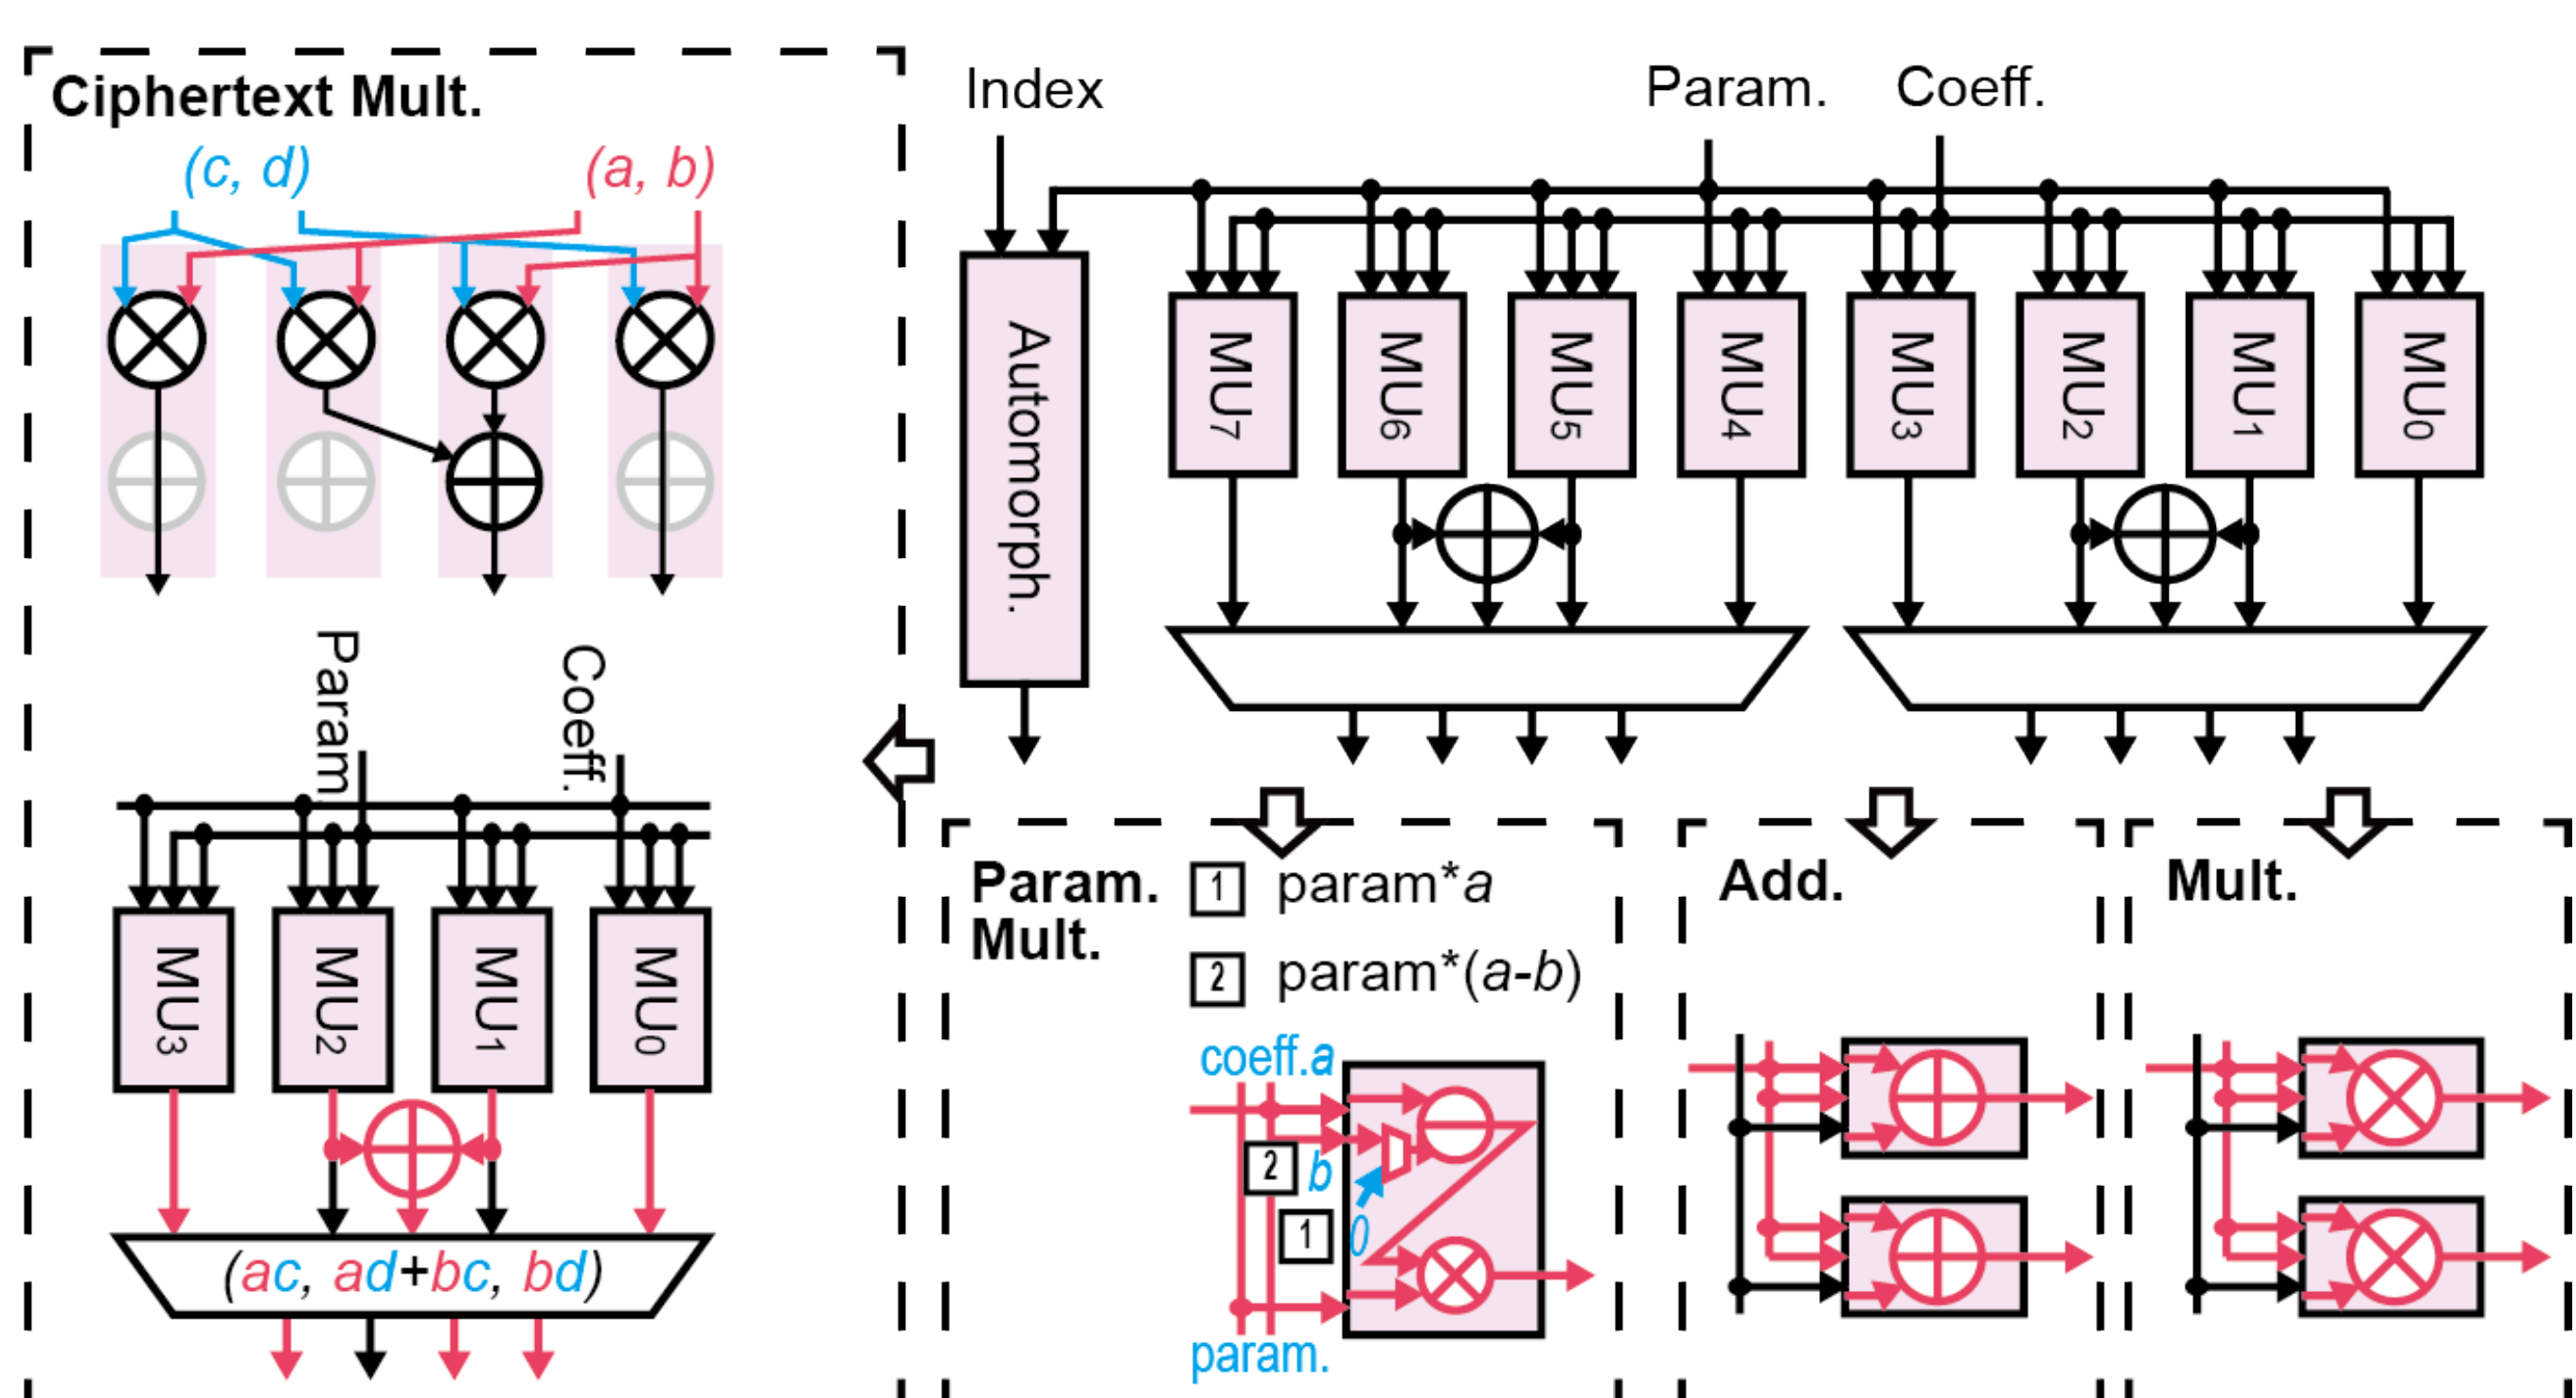 Ciphertext Mult.
(c, d)
(a, b)
Param.
Coeff.
MU3
MU2
MU1
MU0
(ac, ad+bc, bd)
Index
Param.
Coeff.
Automorph.
MU7
MU6
MU5
MU4
MU3
MU2
MU1
MU0
Param.
Mult.
1 param*a
2 param*(a-b)
coeff.a
2 b
1 0
param.
Add.
Mult.